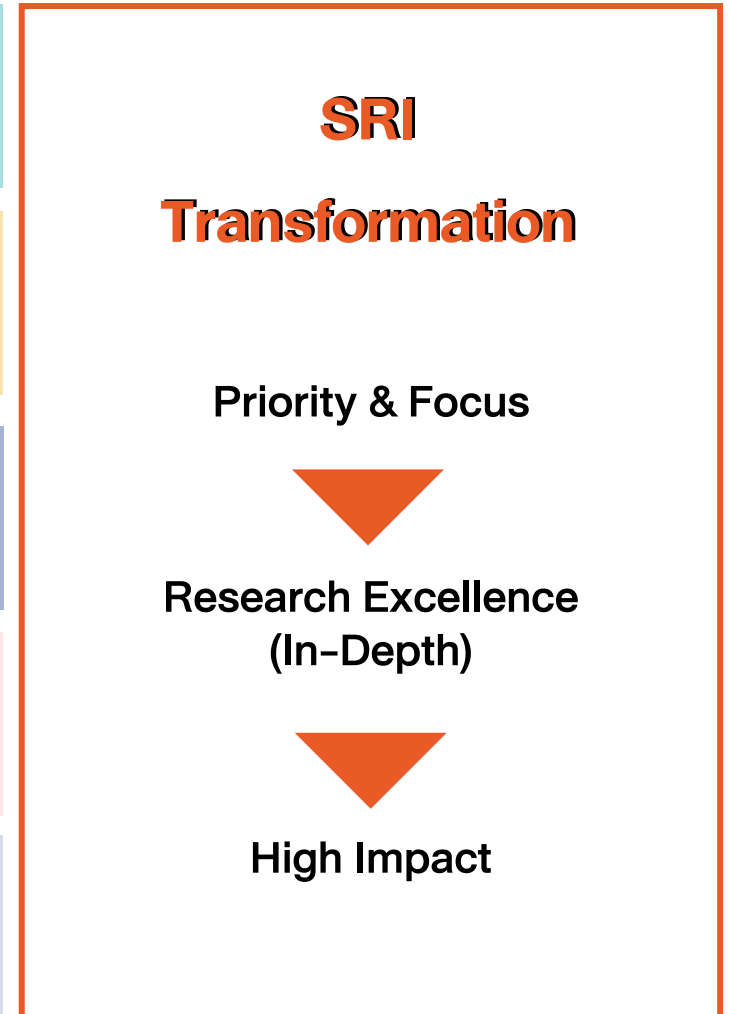 SRI
Transformation
Priority & Focus
Research Excellence
(In-Depth)
High Impact